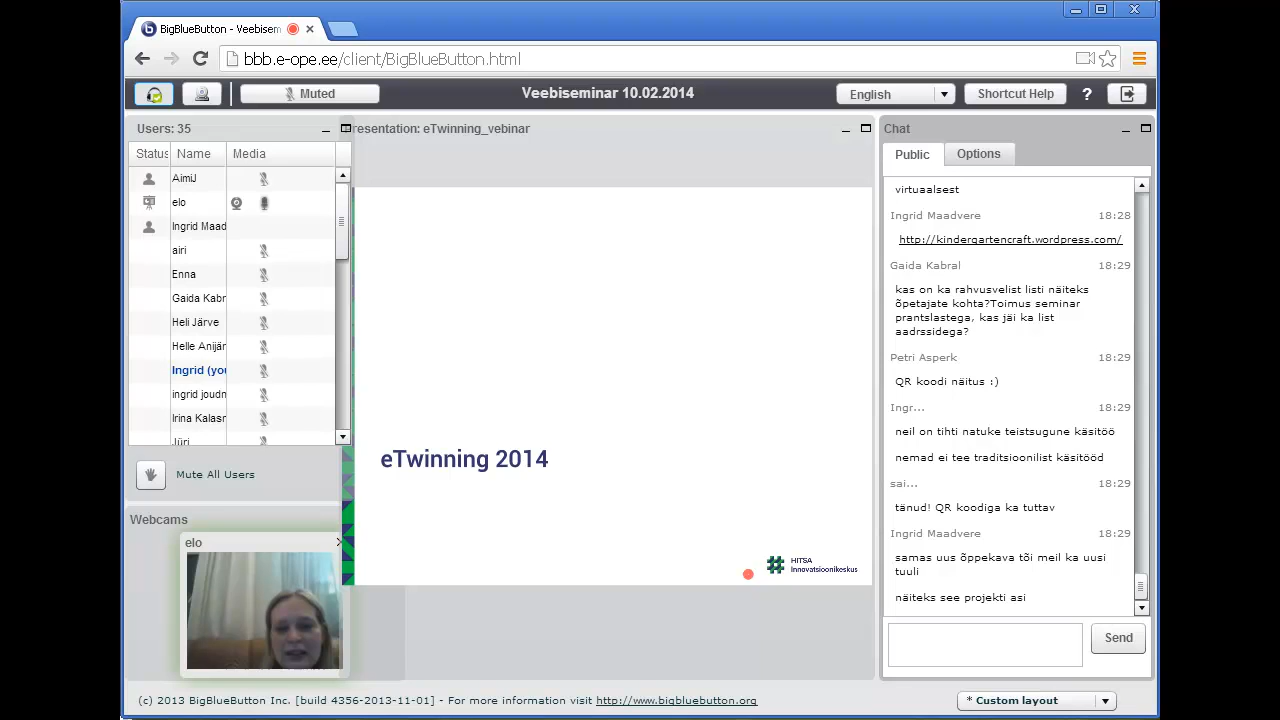 BigBlueButton - Veebisem
bbb.e-ope.ee/client/BigBlueButton.html
Muted
Veebiseminar 10.02.2014
English
Shortcut Help
?
Users: 35
Status Name Media
AimiJ
elo
Ingrid Maad
airi
Enna
Gaida Kabr
Heli Järve
Helle Anijär
Ingrid (you
ingrid joudn
Irina Kalasn
Jüri
Mute All Users
Webcams
elo
resentation: eTwinning_vebinar
eTwinning 2014
HITSA
Innovatsioonikeskus
Chat
Public
Options
virtuaalsest
Ingrid Maadvere 18:28
http://kindergartencraft.wordpress.com/
Gaida Kabral 18:29
kas on ka rahvusvelist listi näiteks
õpetajate kohta?Toimus seminar
prantslastega, kas jäi ka list
aadrssidega?
Petri Asperk 18:29
QR koodi näitus :)
Ingr... 18:29
neil on tihti natuke teistsugune käsitöö
nemad ei tee traditsioonilist käsitööd
sai... 18:29
tänud! QR koodiga ka tuttav
Ingrid Maadvere 18:29
samas uus õppekava tõi meil ka uusi
tuuli
näiteks see projekti asi
Send
(c) 2013 BigBlueButton Inc. [build 4356-2013-11-01] - For more information visit http://www.bigbluebutton.org
* Custom layout